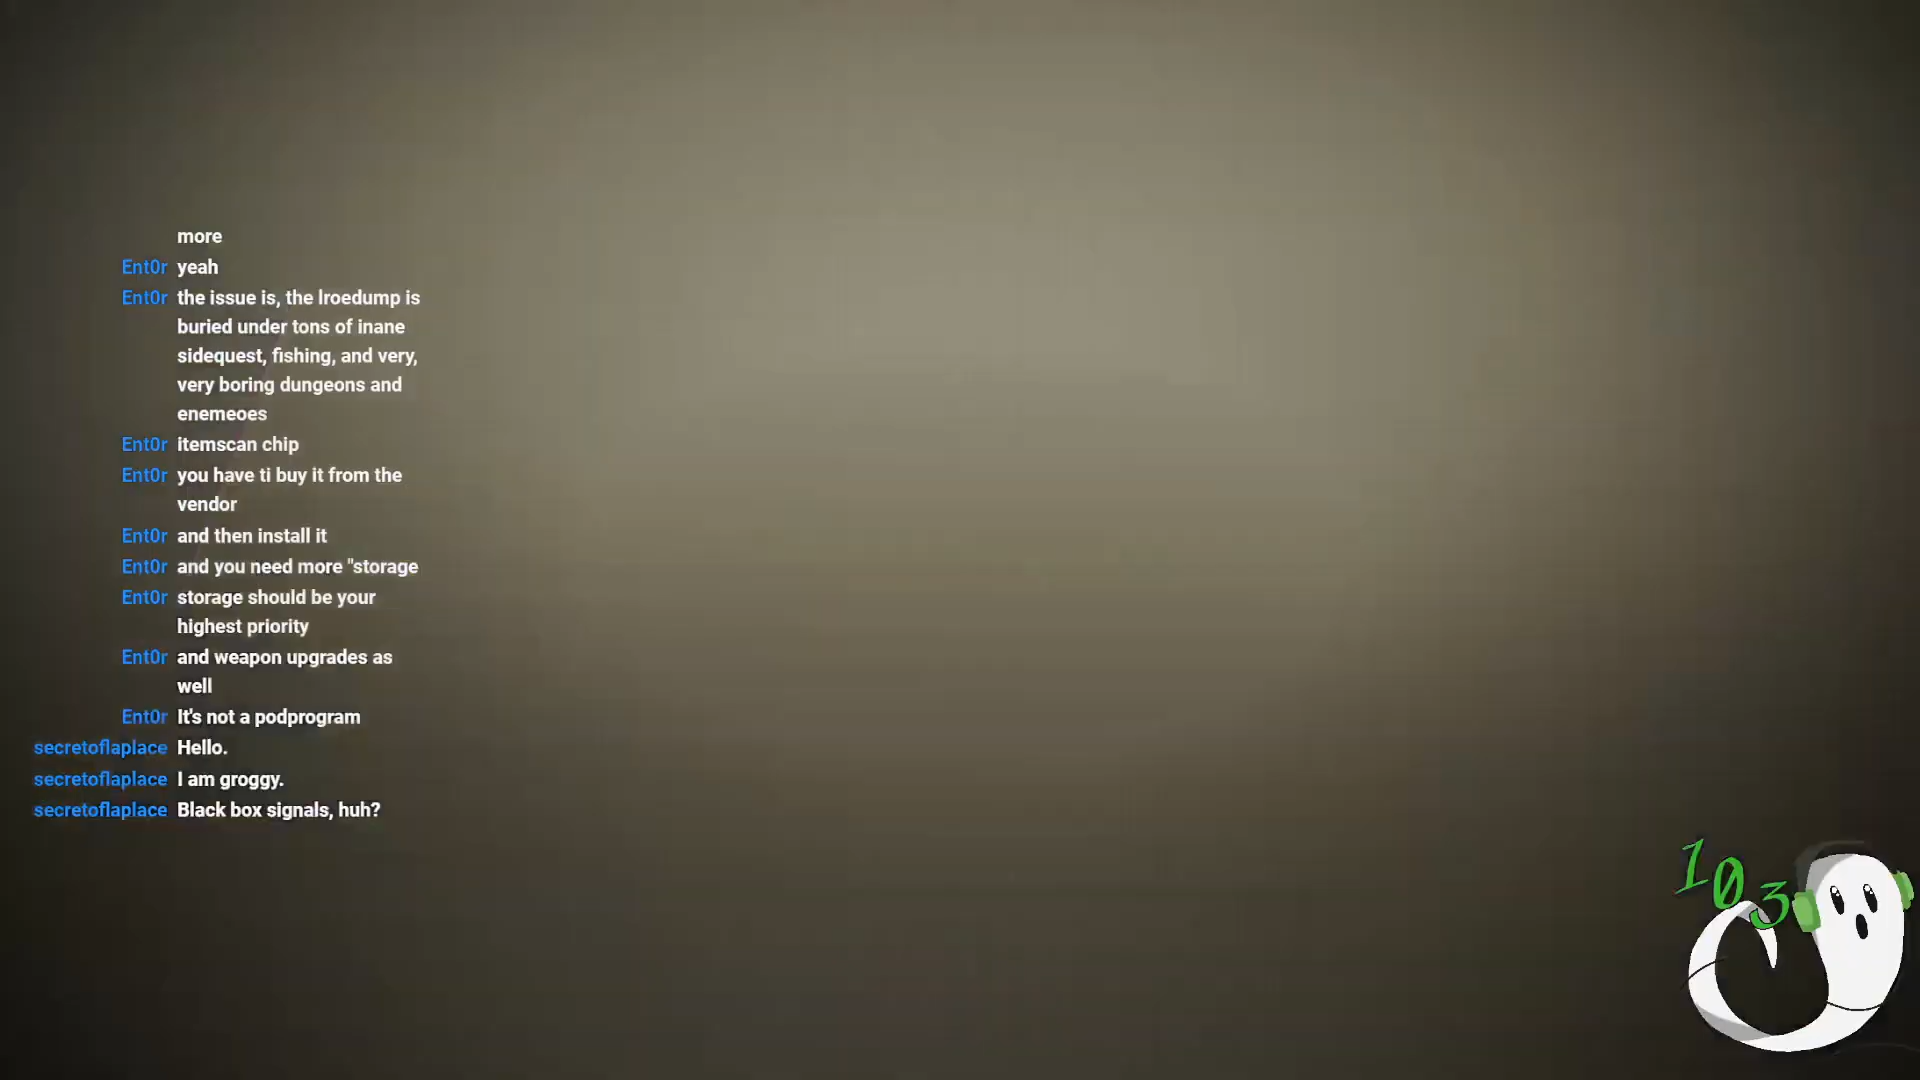 more
Ent0r yeah
Ent0r the issue is, the lroedump is
buried under tons of inane
sidequest, fishing, and very,
very boring dungeons and
enemeoes
Ent0r itemscan chip
Ent0r you have ti buy it from the
vendor
Ent0r and then install it
Ent0r and you need more "storage
Ent0r storage should be your
highest priority
Ent0r and weapon upgrades as
well
Ent0r It's not a podprogram
secretoflaplace Hello.
secretoflaplace I am groggy.
secretoflaplace Black box signals, huh?
103